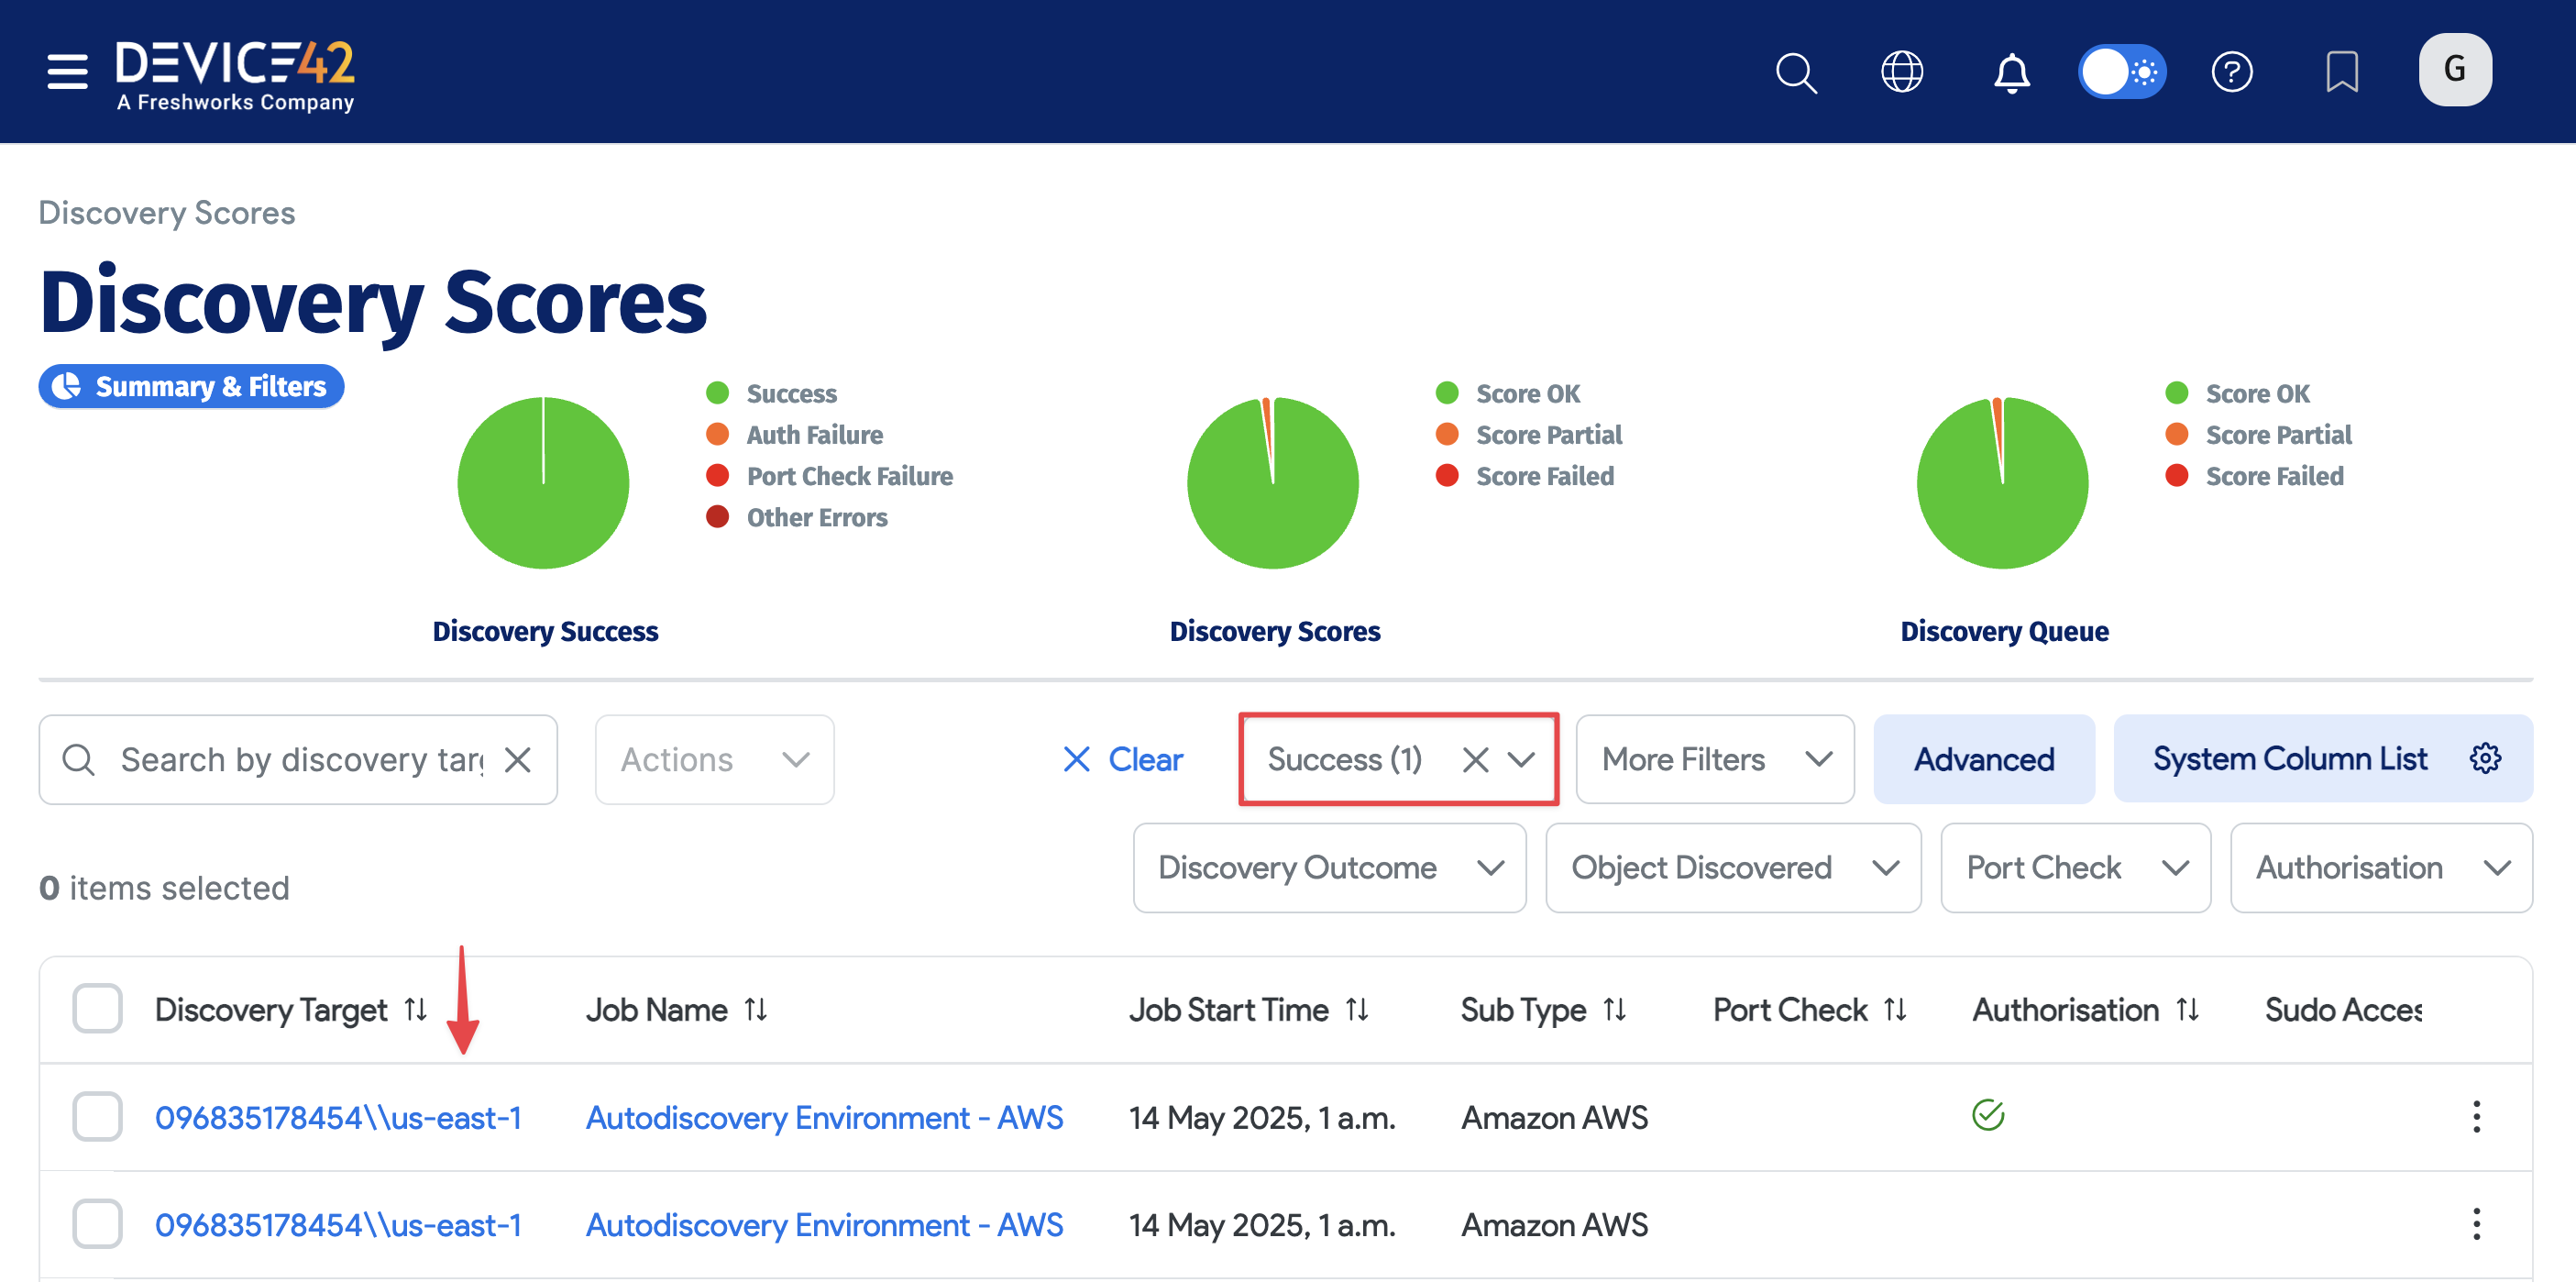 DEVICE42
A Freshworks Company
G
Discovery Scores
Discovery Scores
Summary & Filters
Success
Auth Failure
Port Check Failure
Other Errors
Discovery Success
Score OK
Score Partial
Score Failed
Discovery Scores
Score OK
Score Partial
Score Failed
Discovery Queue
Search by discovery tar
Actions
Clear
Success (1)
More Filters
Advanced
System Column List
Discovery Outcome
Object Discovered
Port Check
Authorisation
0 items selected
Discovery Target Job Name Job Start Time Sub Type Port Check Authorisation Sudo Acces
096835178454\\us-east-1 Autodiscovery Environment - AWS 14 May 2025, 1 a.m. Amazon AWS
096835178454\\us-east-1 Autodiscovery Environment - AWS 14 May 2025, 1 a.m. Amazon AWS